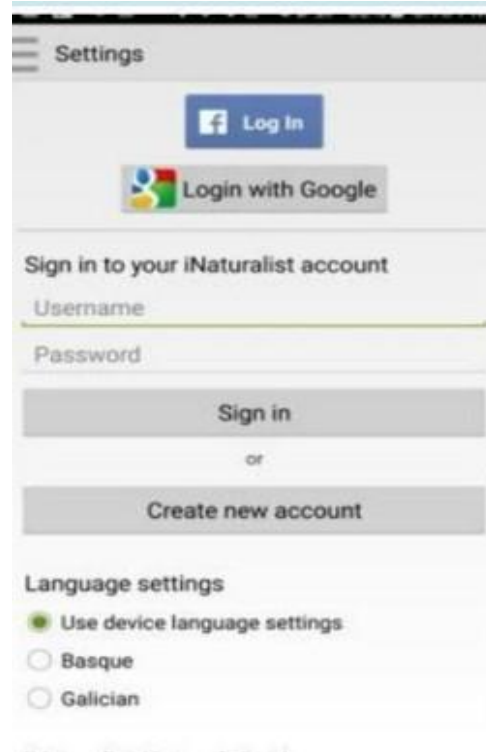 Settings
Log In
Login with Google
Sign in to your iNaturalist account
Username
Password
Sign in
or
Create new account
Language settings
Use device language settings
Basque
Galician